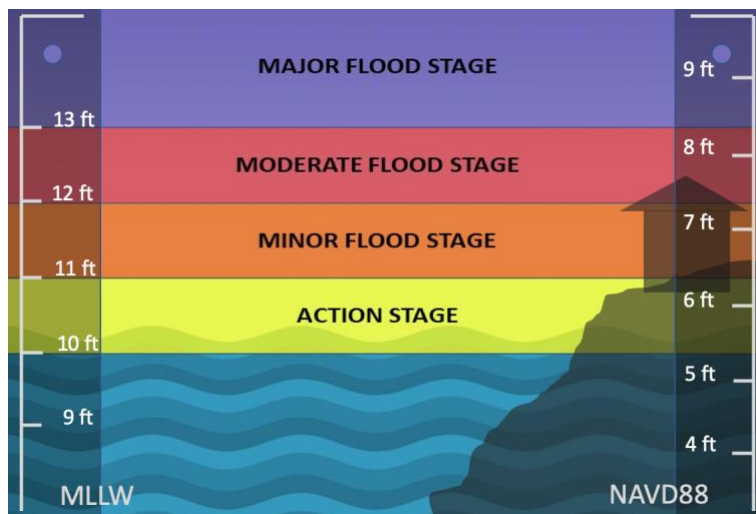 MAJOR FLOOD STAGE
9 ft
13 ft
MODERATE FLOOD STAGE
8 ft
12 ft
MINOR FLOOD STAGE
7 ft
11 ft
ACTION STAGE
6 ft
10 ft
5 ft
9 ft
4 ft
MLLW
NAVD88